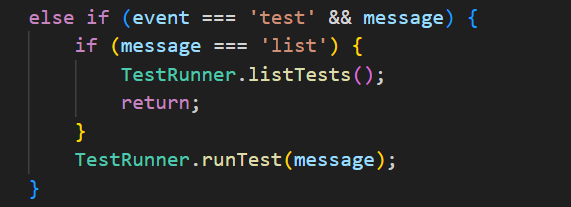 else if (event === 'test' && message) {
    if (message === 'list') {
        TestRunner.listTests();
        return;
    }
    TestRunner.runTest(message);
}